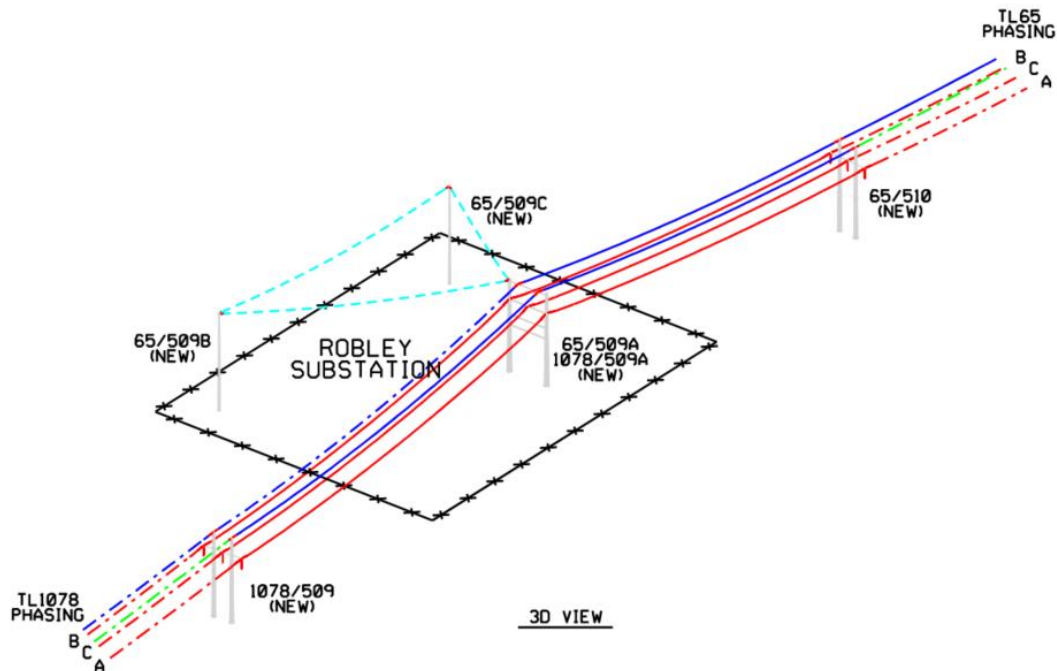 TL65
PHASING
B
C
A
65/510
(NEW)
65/509C
(NEW)
65/509B
(NEW)
ROBLEY
SUBSTATION
65/509A
1078/509A
(NEW)
1078/509
(NEW)
TL1078
PHASING
B
C
A
3D VIEW